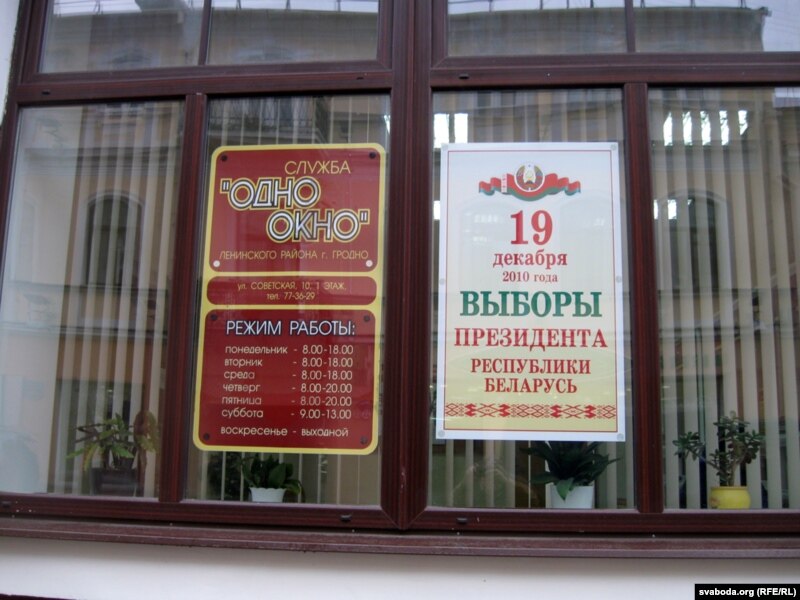 СЛУЖБА
"ОДНО
ОКНО"
ЛЕНИНСКОГО РАЙОНА г. ГРОДНО
ул. СОВЕТСКАЯ, 10, 1 ЭТАЖ,
тел. 77-36-29
РЕЖИМ РАБОТЫ:
понедельник - 8.00-18.00
вторник - 8.00-18.00
среда - 8.00-18.00
четверг - 8.00-20.00
пятница - 8.00-20.00
суббота - 9.00-13.00
воскресенье - выходной
19
декабря
2010 года
ВЫБОРЫ
ПРЕЗИДЕНТА
РЕСПУБЛИКИ
БЕЛАРУСЬ
svaboda.org (RFE/RL)